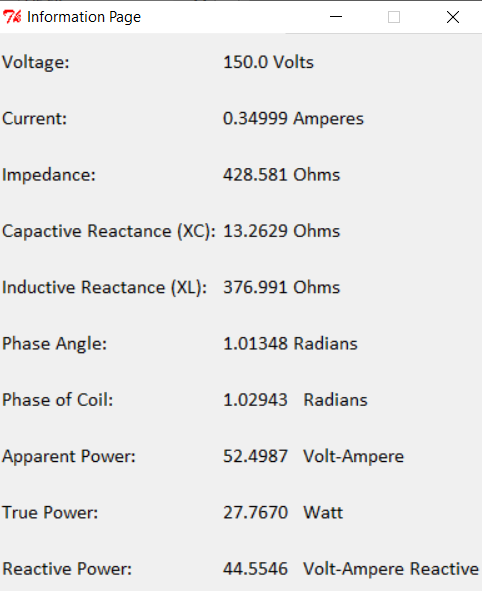 Information Page
Voltage: 150.0 Volts
Current: 0.34999 Amperes
Impedance: 428.581 Ohms
Capactive Reactance (XC): 13.2629 Ohms
Inductive Reactance (XL): 376.991 Ohms
Phase Angle: 1.01348 Radians
Phase of Coil: 1.02943 Radians
Apparent Power: 52.4987 Volt-Ampere
True Power: 27.7670 Watt
Reactive Power: 44.5546 Volt-Ampere Reactive